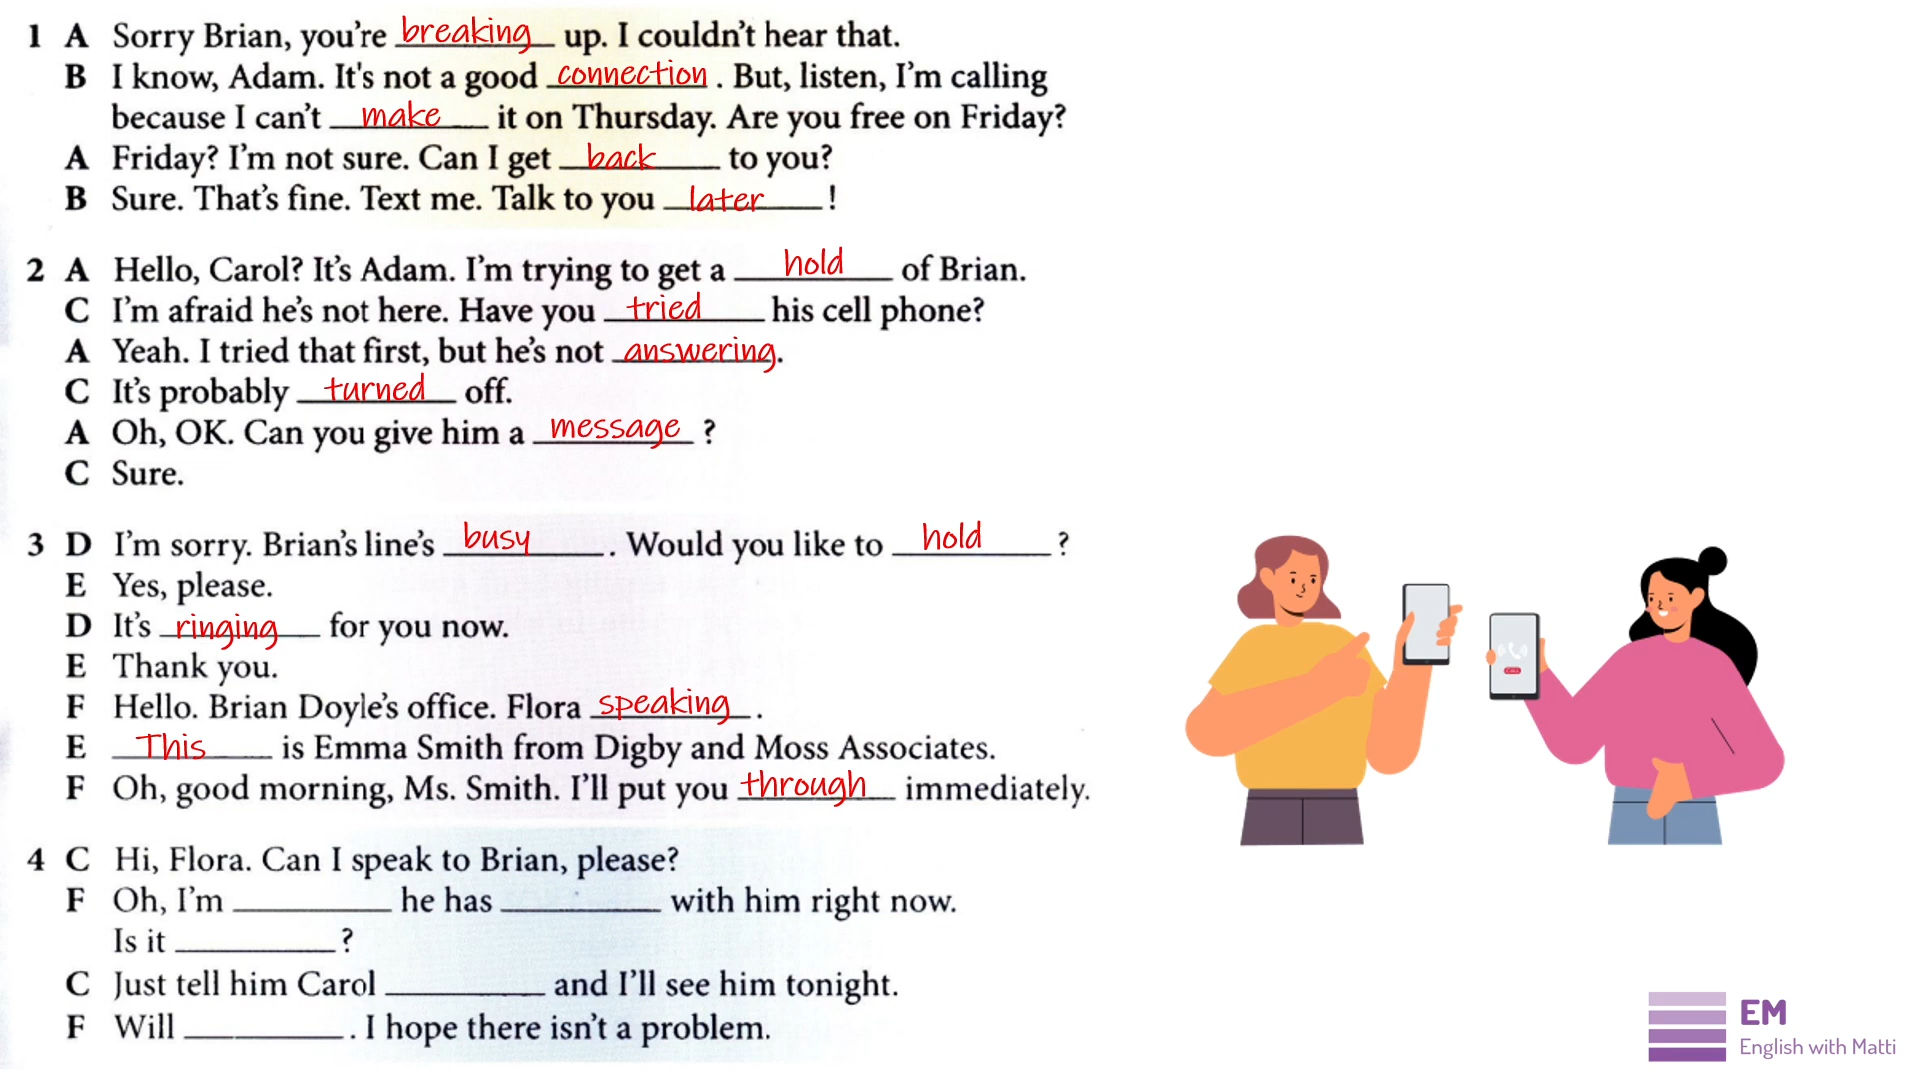 1 A Sorry Brian, you're breaking up. I couldn't hear that.
B I know, Adam. It's not a good connection. But, listen, I'm calling
because I can't make it on Thursday. Are you free on Friday?
A Friday? I'm not sure. Can I get back to you?
B Sure. That's fine. Text me. Talk to you later!
2 A Hello, Carol? It's Adam. I'm trying to get a hold of Brian.
C I'm afraid he's not here. Have you tried his cell phone?
A Yeah. I tried that first, but he's not answering.
C It's probably turned off.
A Oh, OK. Can you give him a message?
C Sure.
3 D I'm sorry. Brian's line's busy. Would you like to hold?
E Yes, please.
D It's ringing for you now.
E Thank you.
F Hello. Brian Doyle's office. Flora speaking.
E This is Emma Smith from Digby and Moss Associates.
F Oh, good morning, Ms. Smith. I'll put you through immediately.
4 C Hi, Flora. Can I speak to Brian, please?
F Oh, I'm __________ he has __________ with him right now.
Is it __________?
C Just tell him Carol __________ and I'll see him tonight.
F Will __________. I hope there isn't a problem.
EM
English with Matti